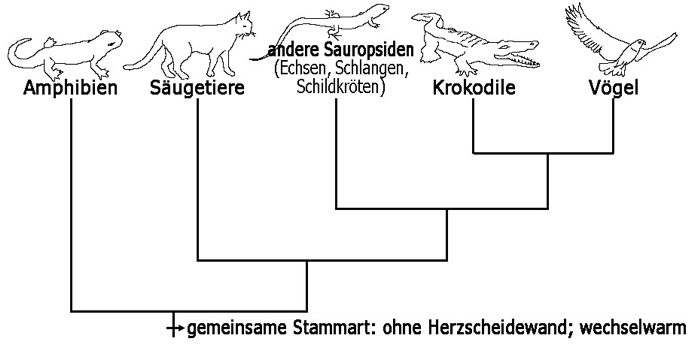 andere Sauropsiden
(Echsen, Schlangen,
Schildkröten)
Amphibien
Säugetiere
Krokodile
Vögel
gemeinsame Stammart: ohne Herzscheidewand; wechselwarm